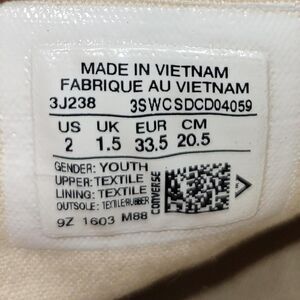 MADE IN VIETNAM
FABRIQUE AU VIETNAM
3J238 3SWCSDCD04059
US UK EUR CM
2 1.5 33.5 20.5
GENDER: YOUTH
UPPER: TEXTILE
LINING: TEXTILE
OUTSOLE: TEXTILE/RUBBER
9Z 1603 M88
CONVERSE